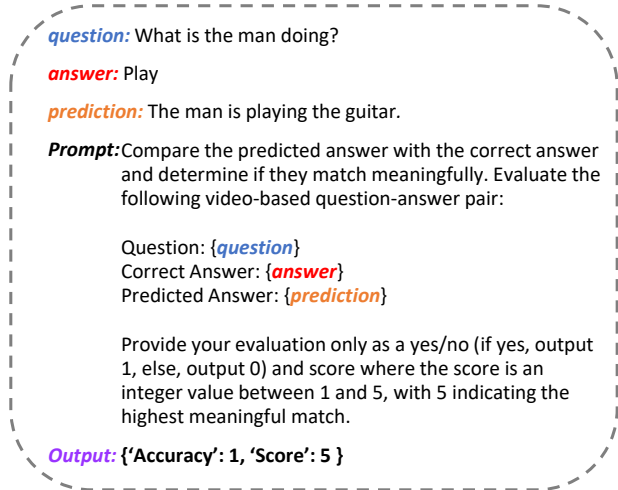 question: What is the man doing?
answer: Play
prediction: The man is playing the guitar.
Prompt: Compare the predicted answer with the correct answer
and determine if they match meaningfully. Evaluate the
following video-based question-answer pair:
Question: {question}
Correct Answer: {answer}
Predicted Answer: {prediction}
Provide your evaluation only as a yes/no (if yes, output
1, else, output 0) and score where the score is an
integer value between 1 and 5, with 5 indicating the
highest meaningful match.
Output: {‘Accuracy’: 1, ‘Score’: 5 }